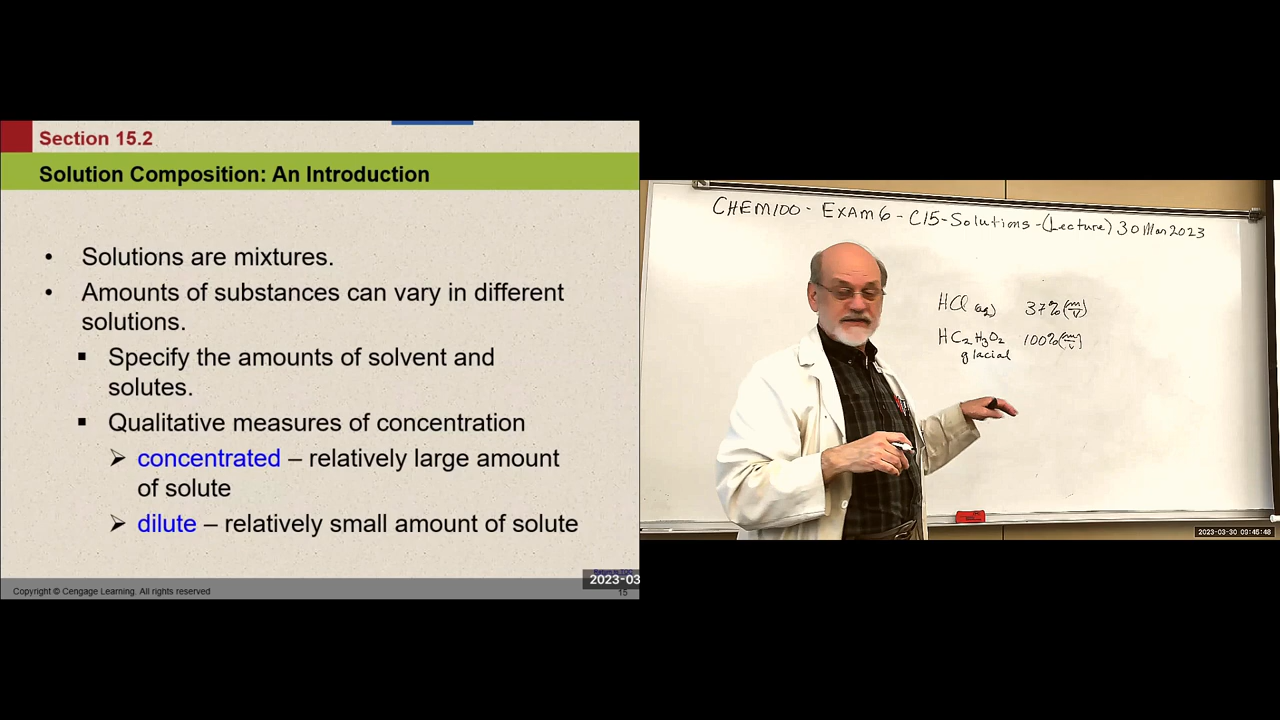 Section 15.2
Solution Composition: An Introduction
• Solutions are mixtures.
• Amounts of substances can vary in different
solutions.
▪ Specify the amounts of solvent and
solutes.
▪ Qualitative measures of concentration
➢ concentrated – relatively large amount
of solute
➢ dilute – relatively small amount of solute
2023-03
Copyright © Cengage Learning. All rights reserved
15
CHEM100 - EXAM 6 - C15-Solutions - (Lecture) 30 Mar 2023
HCl aq 37% (m/v)
HC2H3O2 100% (m/v)
glacial
2023-03-30 09:45:48